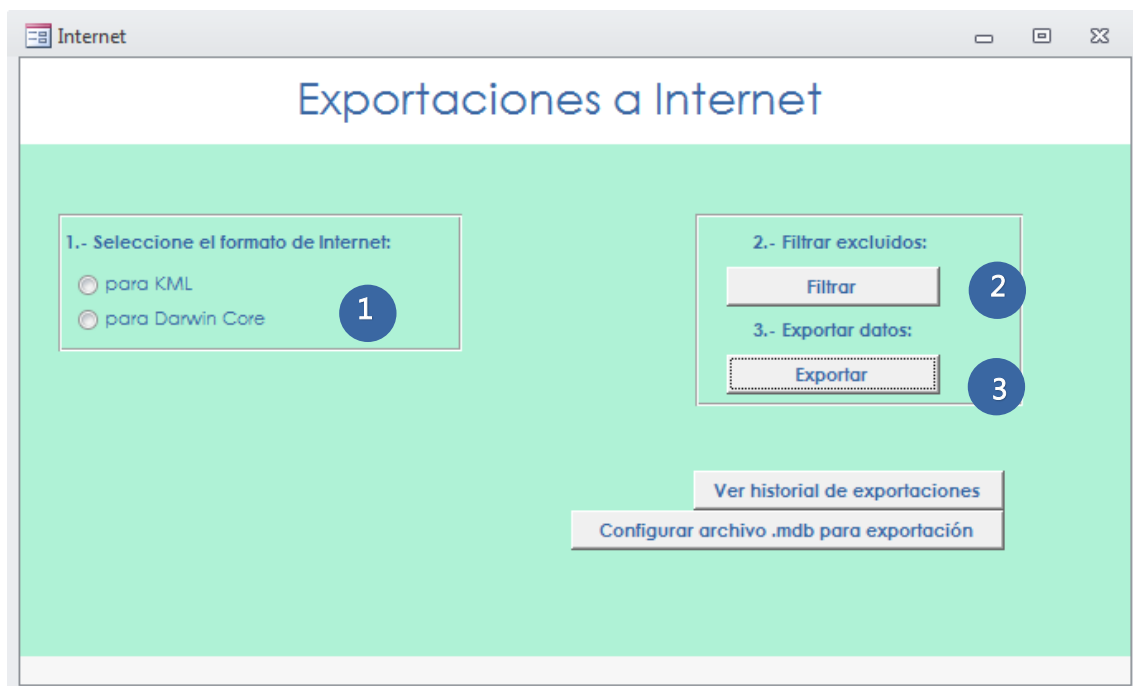 Internet
Exportaciones a Internet
1.- Seleccione el formato de Internet:
para KML
para Darwin Core
1
2.- Filtrar excluidos:
Filtrar
2
3.- Exportar datos:
Exportar
3
Ver historial de exportaciones
Configurar archivo .mdb para exportación